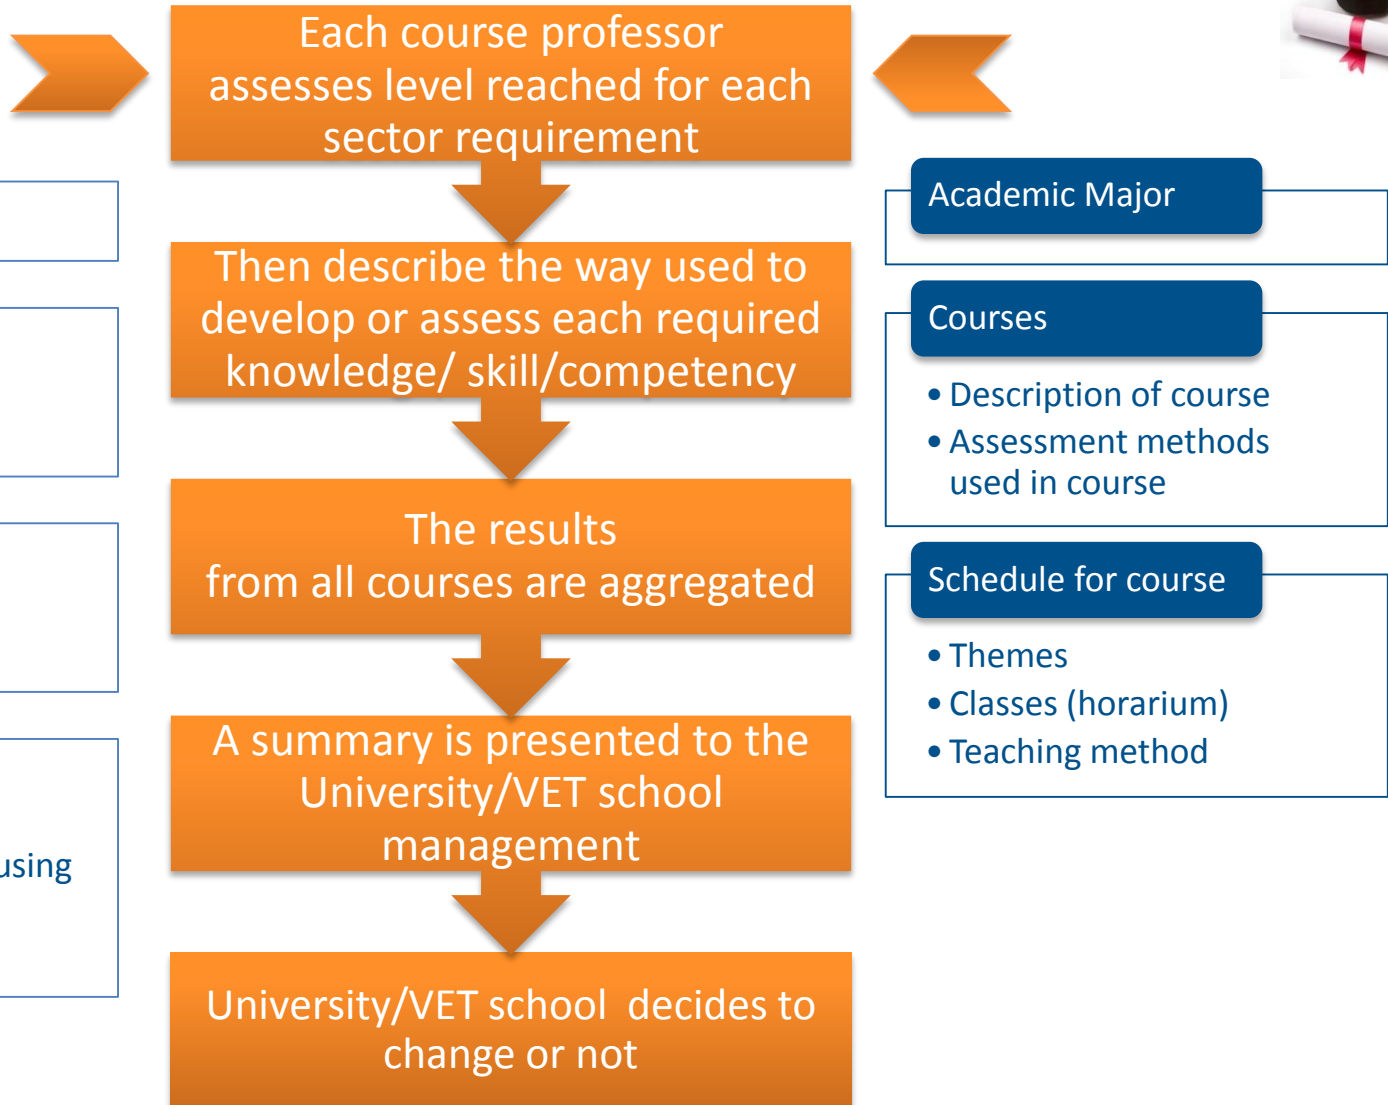 Each course professor
assesses level reached for each
sector requirement
Then describe the way used to
develop or assess each required
knowledge/ skill/competency
The results
from all courses are aggregated
A summary is presented to the
University/VET school
management
University/VET school  decides to
change or not
using
Academic Major
Courses
• Description of course
• Assessment methods
used in course
Schedule for course
• Themes
• Classes (horarium)
• Teaching method